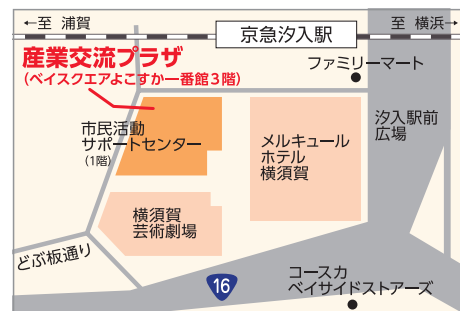 ←至 浦賀
至 横浜→
京急汐入駅
産業交流プラザ
(ベイスクエアよこすか一番館3階)
ファミリーマート
市民活動
サポートセンター
(1階)
メルキュール
ホテル
横須賀
汐入駅前
広場
横須賀
芸術劇場
どぶ板通り
16
コースカ
ベイサイドストアーズ